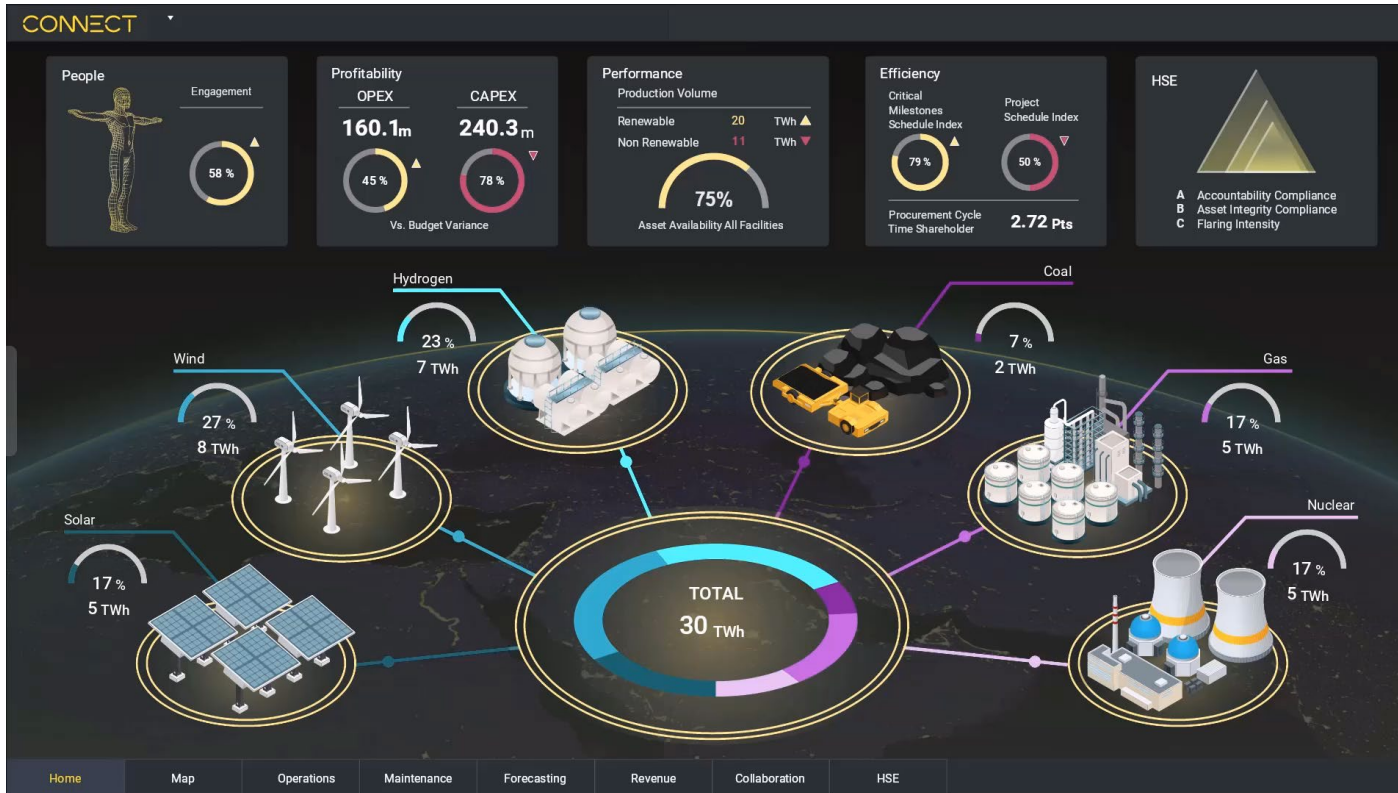 CONNECT
People
Engagement
58 %
Profitability
OPEX
CAPEX
160.1m
240.3 m
45 %
78 %
Vs. Budget Variance
Performance
Production Volume
Renewable 20 TWh
Non Renewable 11 TWh
75%
Asset Availability All Facilities
Efficiency
Critical
Milestones
Schedule Index
Project
Schedule Index
79 %
50 %
Procurement Cycle
Time Shareholder
2.72 Pts
HSE
A Accountability Compliance
B Asset Integrity Compliance
C Flaring Intensity
Hydrogen
23 %
7 TWh
Coal
7 %
2 TWh
Wind
27 %
8 TWh
Gas
17 %
5 TWh
Solar
17 %
5 TWh
Nuclear
17 %
5 TWh
TOTAL
30 TWh
Home Map Operations Maintenance Forecasting Revenue Collaboration HSE